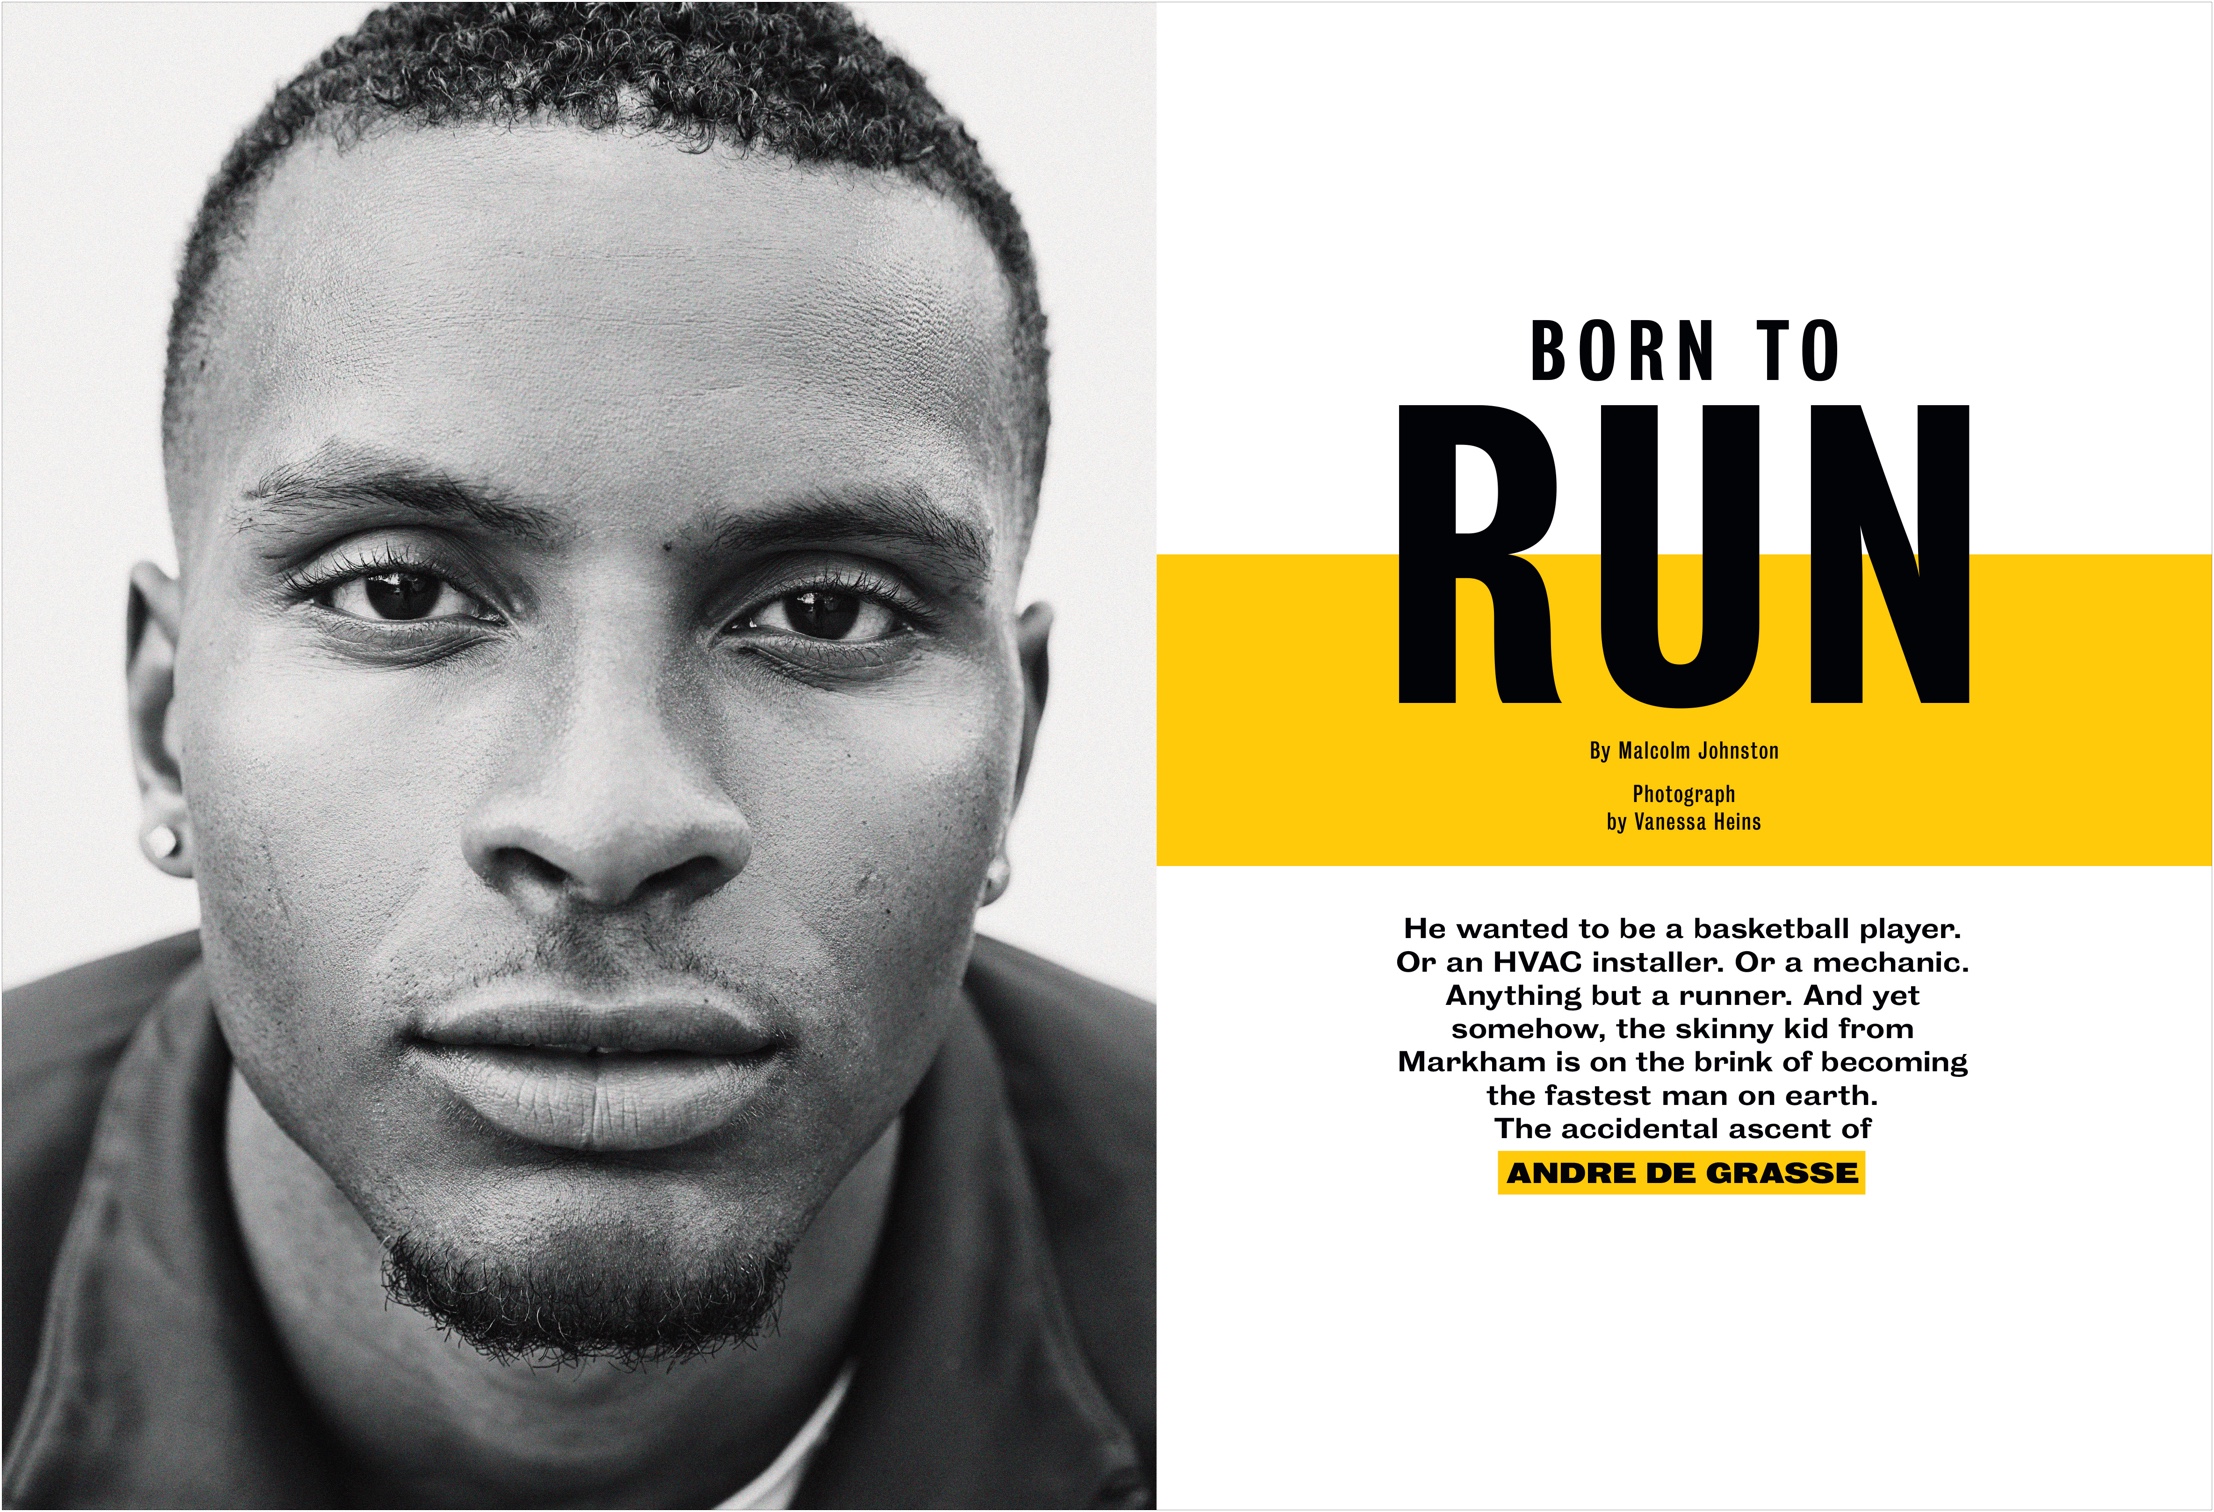 BORN TO
RUN
By Malcolm Johnston
Photograph
by Vanessa Heins
He wanted to be a basketball player.
Or an HVAC installer. Or a mechanic.
Anything but a runner. And yet
somehow, the skinny kid from
Markham is on the brink of becoming
the fastest man on earth.
The accidental ascent of
ANDRE DE GRASSE